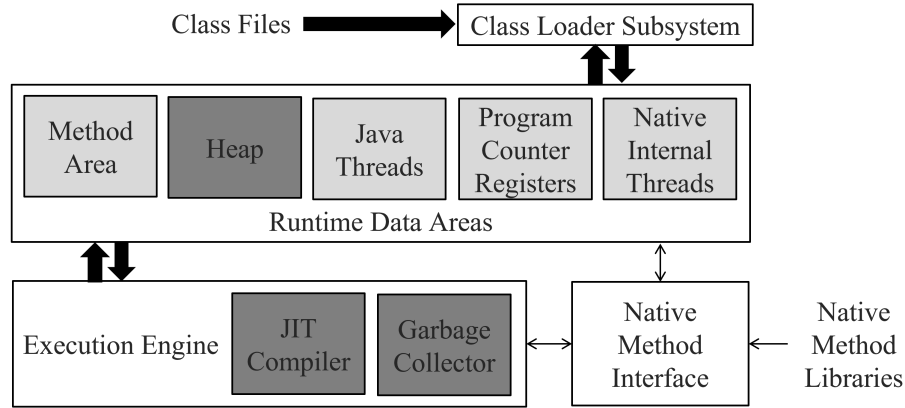 Class Files
Class Loader Subsystem
Method
Area
Heap
Java
Threads
Program
Counter
Registers
Native
Internal
Threads
Runtime Data Areas
Execution Engine
JIT
Compiler
Garbage
Collector
Native
Method
Interface
Native
Method
Libraries